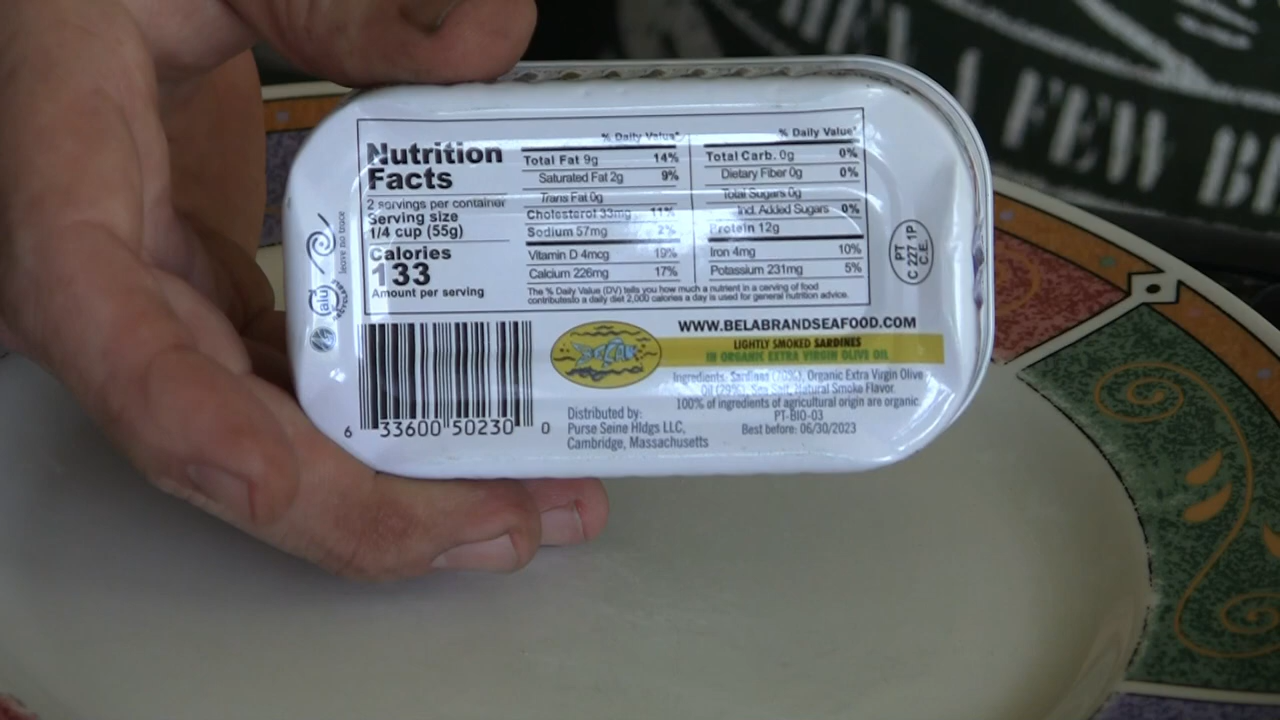 HEY
A FEW BE
Nutrition
Facts
2 servings per container
Serving size
1/4 cup (55g)
Calories
133
Amount per serving
% Daily Value*
Total Fat 9g 14%
Saturated Fat 2g 9%
Trans Fat 0g
Cholesterol 33mg 11%
Sodium 57mg 2%
Vitamin D 4mcg 19%
Calcium 226mg 17%
% Daily Value*
Total Carb. 0g 0%
Dietary Fiber 0g 0%
Total Sugars 0g
Incl. Added Sugars 0%
Protein 12g
Iron 4mg 10%
Potassium 231mg 5%
The % Daily Value (DV) tells you how much a nutrient in a cerving of food
contributesto a daily diet 2,000 calories a day is used for general nutrition advice.
PT
C 227 1P
C.E.
leave no trace
alu
WWW.BELABRANDSEAFOOD.COM
LIGHTLY SMOKED SARDINES
IN ORGANIC EXTRA VIRGIN OLIVE OIL
Ingredients: Sardines (70%), Organic Extra Virgin Olive
Oil (29%), Sea Salt, Natural Smoke Flavor.
100% of ingredients of agricultural origin are organic.
PT-BIO-03
Best before: 06/30/2023
BELA
Distributed by:
Purse Seine Hldgs LLC,
Cambridge, Massachusetts
6 33600 50230 0